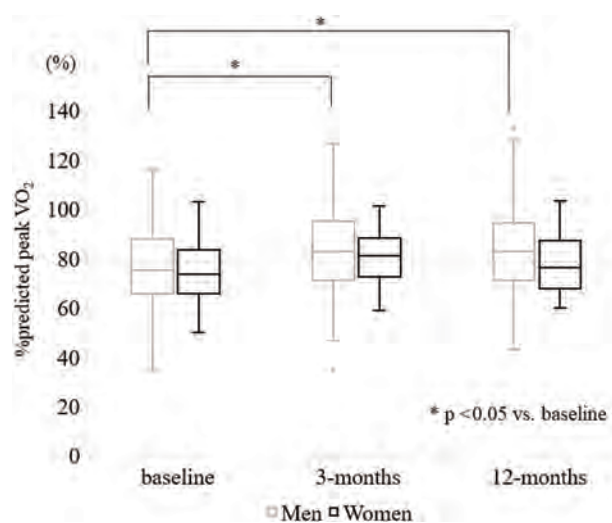 *
(%)
*
140
120
100
80
60
40
20
0
%predicted peak VO₂
* p <0.05 vs. baseline
baseline 3-months 12-months
Men Women